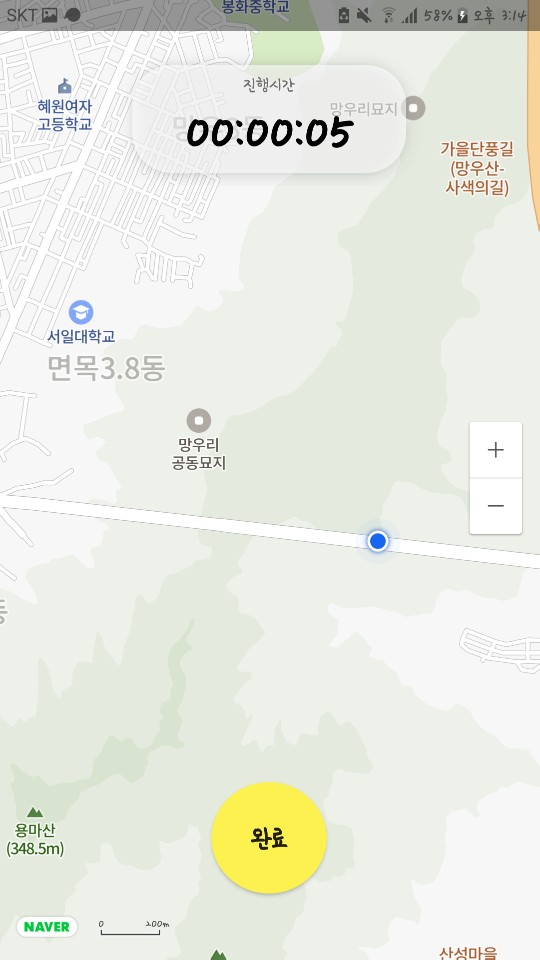 SKT 58% 오후 3:14
봉화중학교
진행시간
00:00:05
망우리묘지
혜원여자
고등학교
가을단풍길
(망우산-
사색의길)
서일대학교
면목3.8동
망우리
공동묘지
+
−
동
완료
용마산
(348.5m)
NAVER
0 200m
산성마을